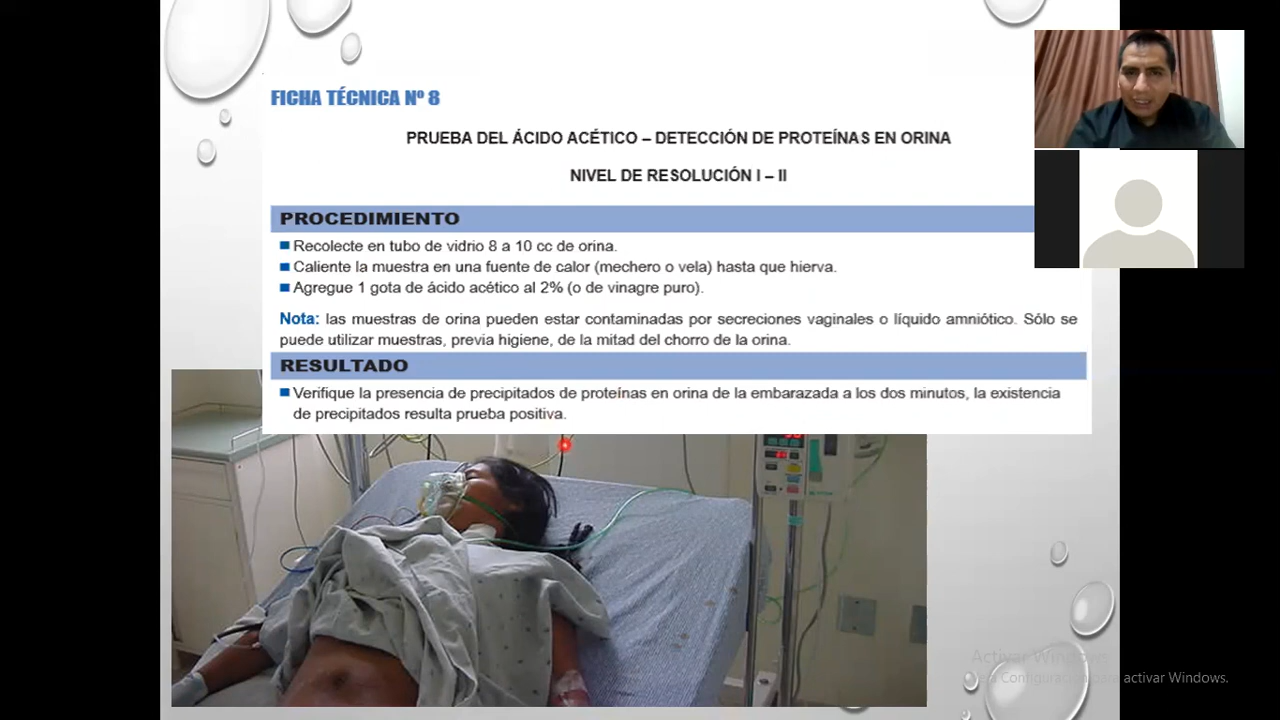 FICHA TÉCNICA Nº 8
PRUEBA DEL ÁCIDO ACÉTICO – DETECCIÓN DE PROTEÍNAS EN ORINA
NIVEL DE RESOLUCIÓN I – II
PROCEDIMIENTO
Recolecte en tubo de vidrio 8 a 10 cc de orina.
Caliente la muestra en una fuente de calor (mechero o vela) hasta que hierva.
Agregue 1 gota de ácido acético al 2% (o de vinagre puro).
Nota: las muestras de orina pueden estar contaminadas por secreciones vaginales o líquido amniótico. Sólo se
puede utilizar muestras, previa higiene, de la mitad del chorro de la orina.
RESULTADO
Verifique la presencia de precipitados de proteínas en orina de la embarazada a los dos minutos, la existencia
de precipitados resulta prueba positiva.
Activar Windows
Configuración para activar Windows.